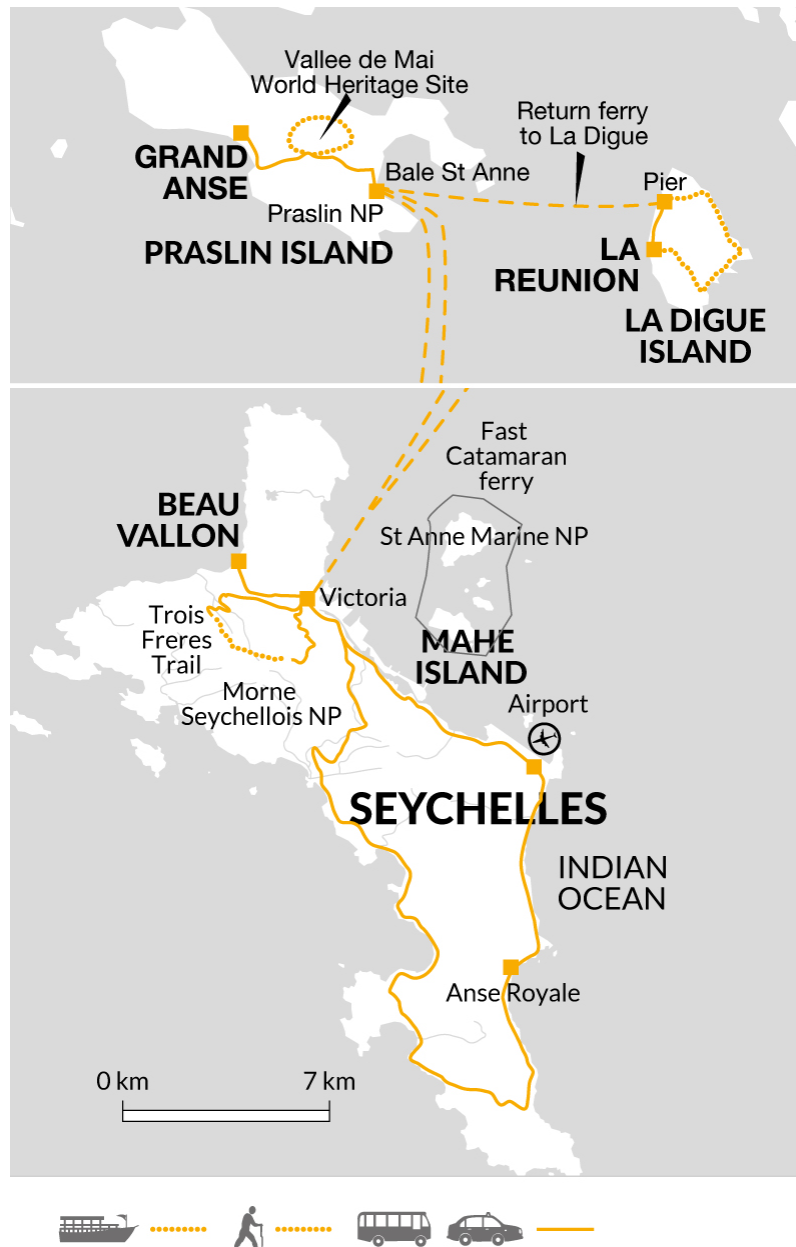 Vallee de Mai
World Heritage Site
Return ferry
to La Digue
GRAND
ANSE
Bale St Anne
Pier
Praslin NP
PRASLIN ISLAND
LA
REUNION
LA DIGUE
ISLAND
Fast
Catamaran
ferry
BEAU
VALLON
St Anne Marine NP
Victoria
Trois
Freres
Trail
MAHE
ISLAND
Morne
Seychellois NP
Airport
SEYCHELLES
INDIAN
OCEAN
Anse Royale
0 km
7 km